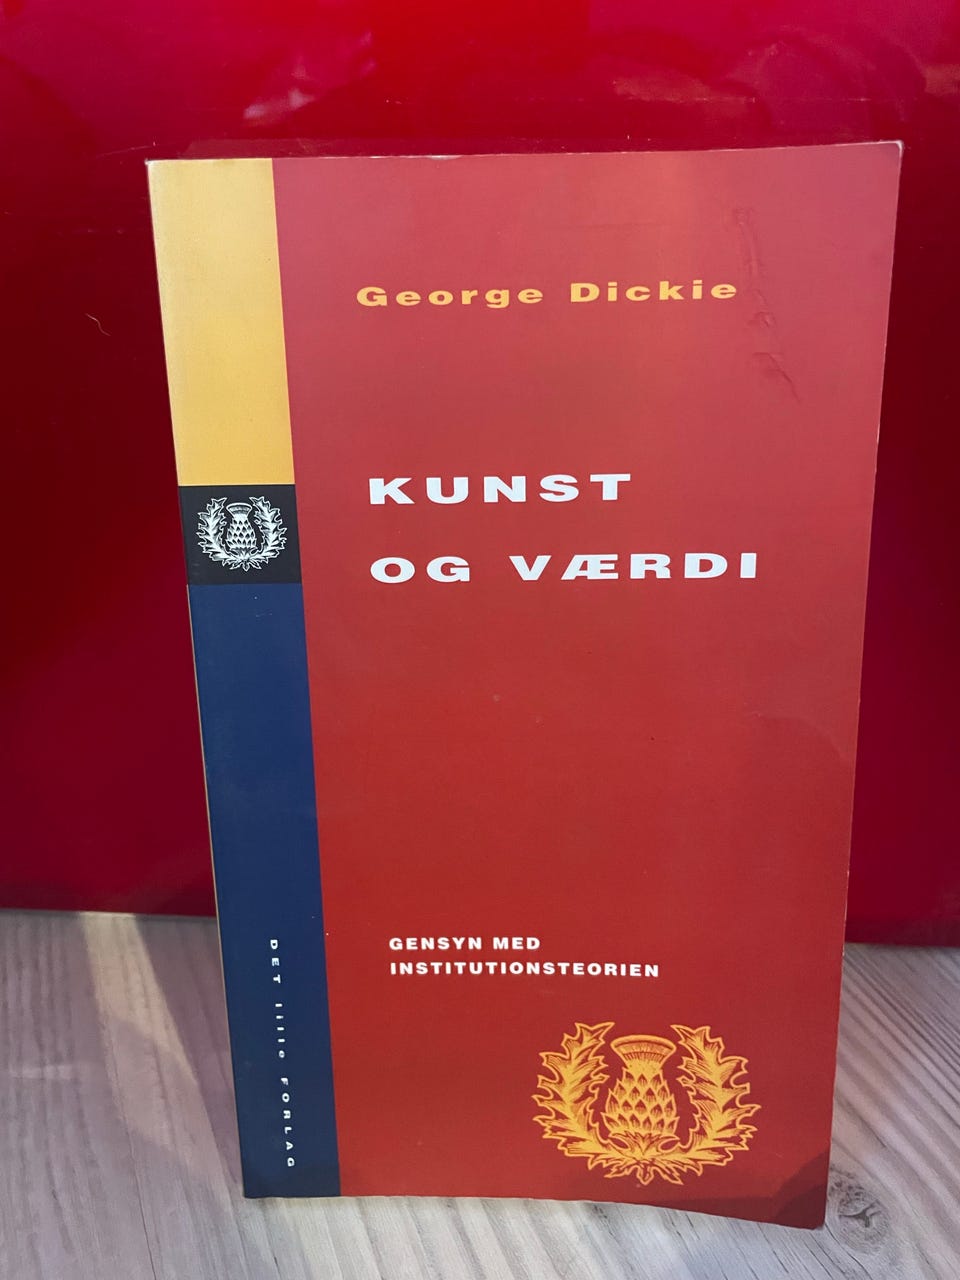 George Dickie
KUNST
OG VÆRDI
GENSYN MED
INSTITUTIONSTEORIEN
DET lille FORLAG